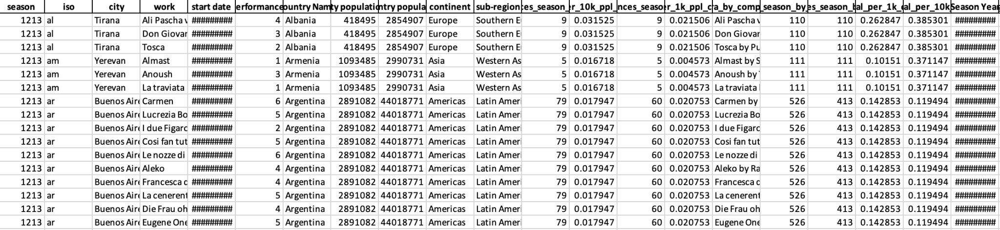 season iso city work start date erformance ountry Nam ty populatio ntry popula continent sub-region ces_season_ er_10k_ppl_ nces_seaso er_1k_ppl_c a_by_comp _season_by es_season_b al_per_1k_c al_per_10k Season Year
1213 al Tirana Ali Pascha v ######### 4 Albania 418495 2854907 Europe Southern E 9 0.031525 9 0.021506 Ali Pascha v 110 110 0.262847 0.385301 #########
1213 al Tirana Don Giovar ######### 3 Albania 418495 2854907 Europe Southern E 9 0.031525 9 0.021506 Don Giovar 110 110 0.262847 0.385301 #########
1213 al Tirana Tosca ######### 2 Albania 418495 2854907 Europe Southern E 9 0.031525 9 0.021506 Tosca by Pu 110 110 0.262847 0.385301 #########
1213 am Yerevan Almast ######### 1 Armenia 1093485 2990731 Asia Western As 5 0.016718 5 0.004573 Almast by S 111 111 0.10151 0.371147 #########
1213 am Yerevan Anoush ######### 3 Armenia 1093485 2990731 Asia Western As 5 0.016718 5 0.004573 Anoush by 111 111 0.10151 0.371147 #########
1213 am Yerevan La traviata ######### 1 Armenia 1093485 2990731 Asia Western As 5 0.016718 5 0.004573 La traviata 111 111 0.10151 0.371147 #########
1213 ar Buenos Aire Carmen ######### 6 Argentina 2891082 44018771 Americas Latin Ameri 79 0.017947 60 0.020753 Carmen by 526 413 0.142853 0.119494 #########
1213 ar Buenos Aire Lucrezia Bo ######### 5 Argentina 2891082 44018771 Americas Latin Ameri 79 0.017947 60 0.020753 Lucrezia Bo 526 413 0.142853 0.119494 #########
1213 ar Buenos Aire I due Figaro ######### 2 Argentina 2891082 44018771 Americas Latin Ameri 79 0.017947 60 0.020753 I due Figaro 526 413 0.142853 0.119494 #########
1213 ar Buenos Aire Cosi fan tut ######### 5 Argentina 2891082 44018771 Americas Latin Ameri 79 0.017947 60 0.020753 Cosi fan tut 526 413 0.142853 0.119494 #########
1213 ar Buenos Aire Le nozze di ######### 6 Argentina 2891082 44018771 Americas Latin Ameri 79 0.017947 60 0.020753 Le nozze di 526 413 0.142853 0.119494 #########
1213 ar Buenos Aire Aleko ######### 4 Argentina 2891082 44018771 Americas Latin Ameri 79 0.017947 60 0.020753 Aleko by Ra 526 413 0.142853 0.119494 #########
1213 ar Buenos Aire Francesca d ######### 4 Argentina 2891082 44018771 Americas Latin Ameri 79 0.017947 60 0.020753 Francesca d 526 413 0.142853 0.119494 #########
1213 ar Buenos Aire La cenerent ######### 5 Argentina 2891082 44018771 Americas Latin Ameri 79 0.017947 60 0.020753 La cenerent 526 413 0.142853 0.119494 #########
1213 ar Buenos Aire Die Frau oh ######### 4 Argentina 2891082 44018771 Americas Latin Ameri 79 0.017947 60 0.020753 Die Frau oh 526 413 0.142853 0.119494 #########
1213 ar Buenos Aire Eugene One ######### 5 Argentina 2891082 44018771 Americas Latin Ameri 79 0.017947 60 0.020753 Eugene One 526 413 0.142853 0.119494 #########